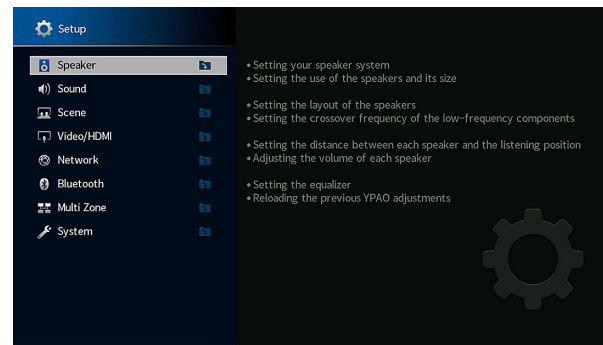 Setup
Speaker
Sound
Scene
Video/HDMI
Network
Bluetooth
Multi Zone
System
• Setting your speaker system
• Setting the use of the speakers and its size
• Setting the layout of the speakers
• Setting the crossover frequency of the low-frequency components
• Setting the distance between each speaker and the listening position
• Adjusting the volume of each speaker
• Setting the equalizer
• Reloading the previous YPAO adjustments